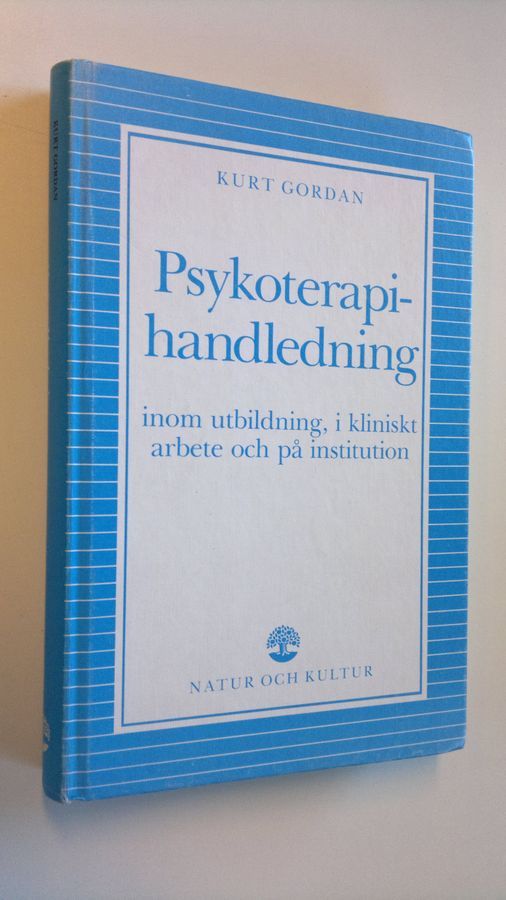 KURT GORDAN
KURT GORDAN
Psykoterapi-
handledning
inom utbildning, i kliniskt
arbete och på institution
NATUR OCH KULTUR